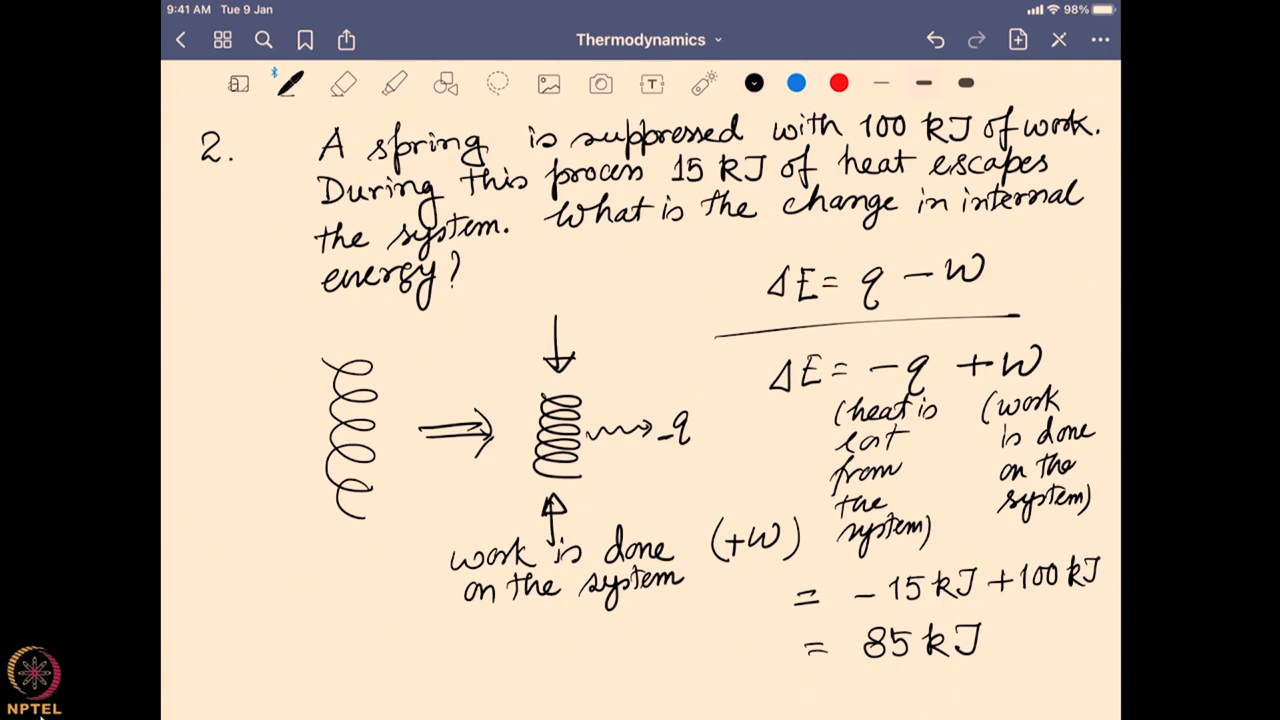 9:41 AM Tue 9 Jan
98%
Thermodynamics
T
2. A spring is suppressed with 100 kJ of work.
During this process 15 kJ of heat escapes
the system. What is the change in internal
energy?
ΔE = q - w
ΔE = -q + w
(heat is
lost
from
the
system)
(work
is done
on the
system)
-q
work is done (+w)
on the system
= - 15 kJ + 100 kJ
= 85 kJ
NPTEL